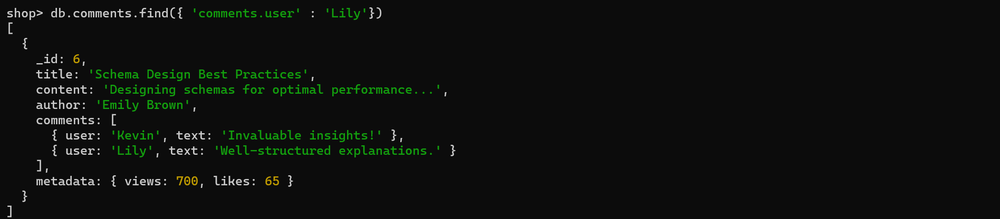 shop> db.comments.find({ 'comments.user' : 'Lily'})
[
  {
    _id: 6,
    title: 'Schema Design Best Practices',
    content: 'Designing schemas for optimal performance...',
    author: 'Emily Brown',
    comments: [
      { user: 'Kevin', text: 'Invaluable insights!' },
      { user: 'Lily', text: 'Well-structured explanations.' }
    ],
    metadata: { views: 700, likes: 65 }
  }
]